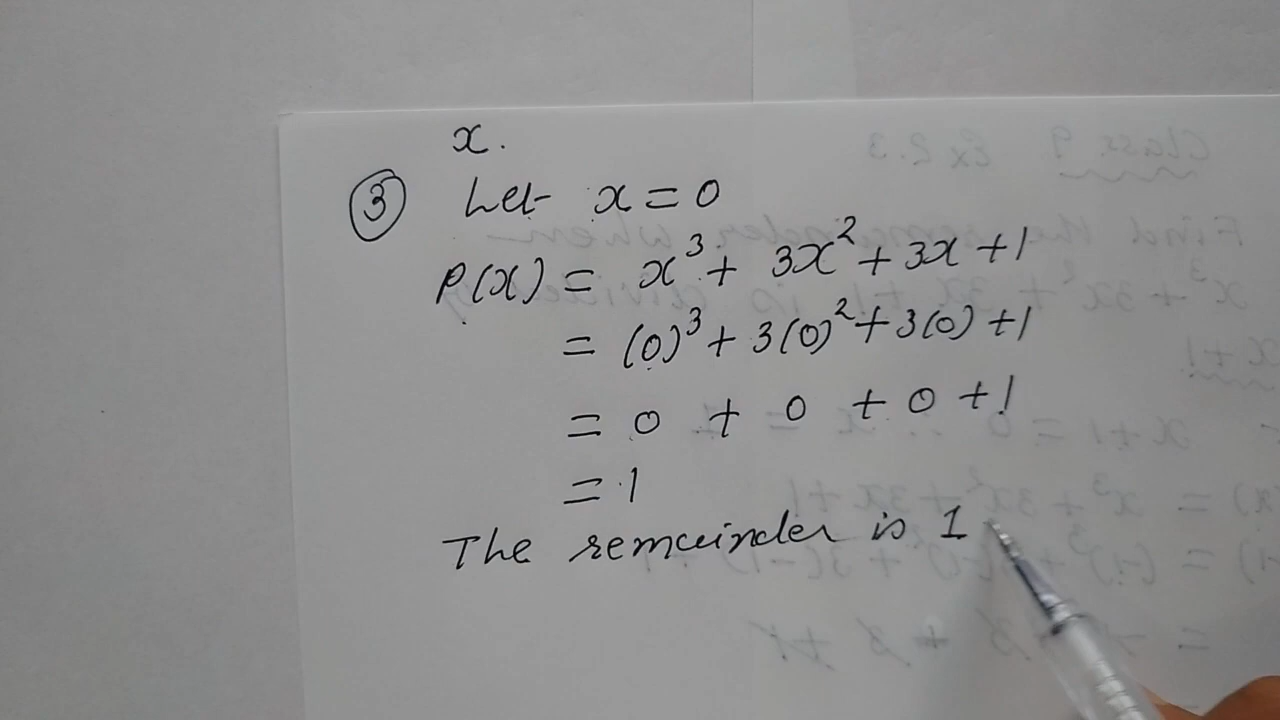 x.
③ Let x = 0
P(x) = x³ + 3x² + 3x + 1
= (0)³ + 3(0)² + 3(0) + 1
= 0 + 0 + 0 + 1
= 1
The remainder is 1